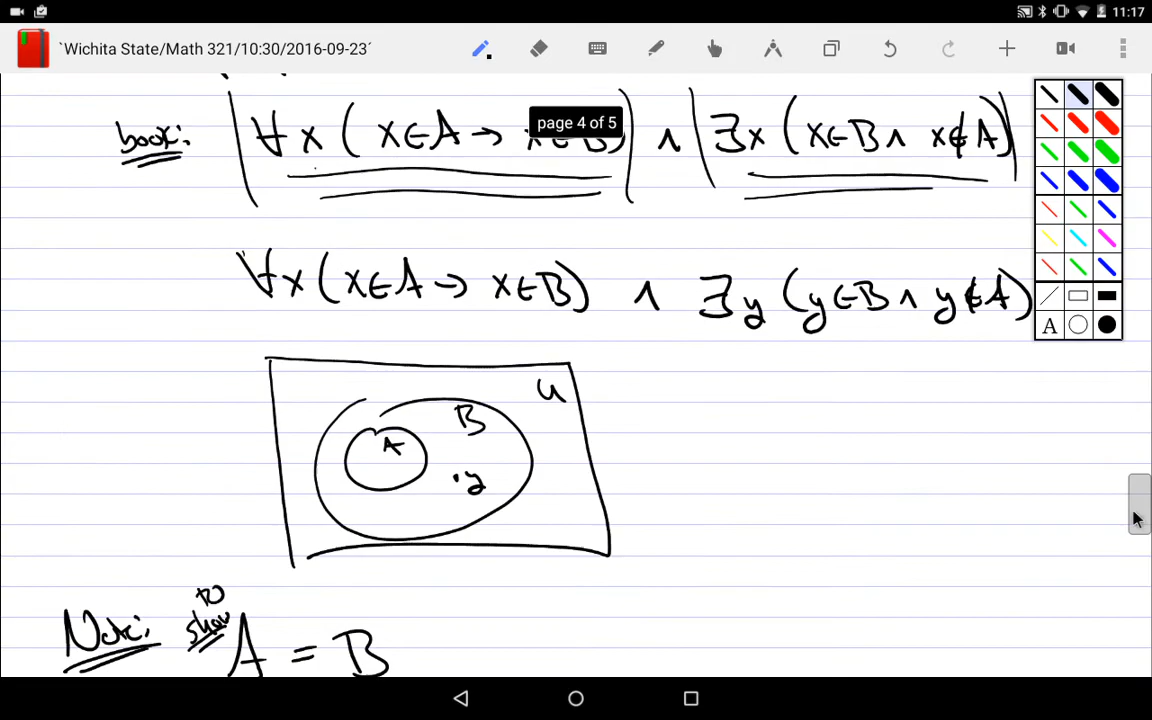 11:17
`Wichita State/Math 321/10:30/2016-09-23´
page 4 of 5
book: ∀x (x∈A → x∈B) ∧ ∃x (x∈B ∧ x∉A)
∀x (x∈A → x∈B) ∧ ∃y (y∈B ∧ y∉A)
U
B
A
·y
A
Note: to show A = B